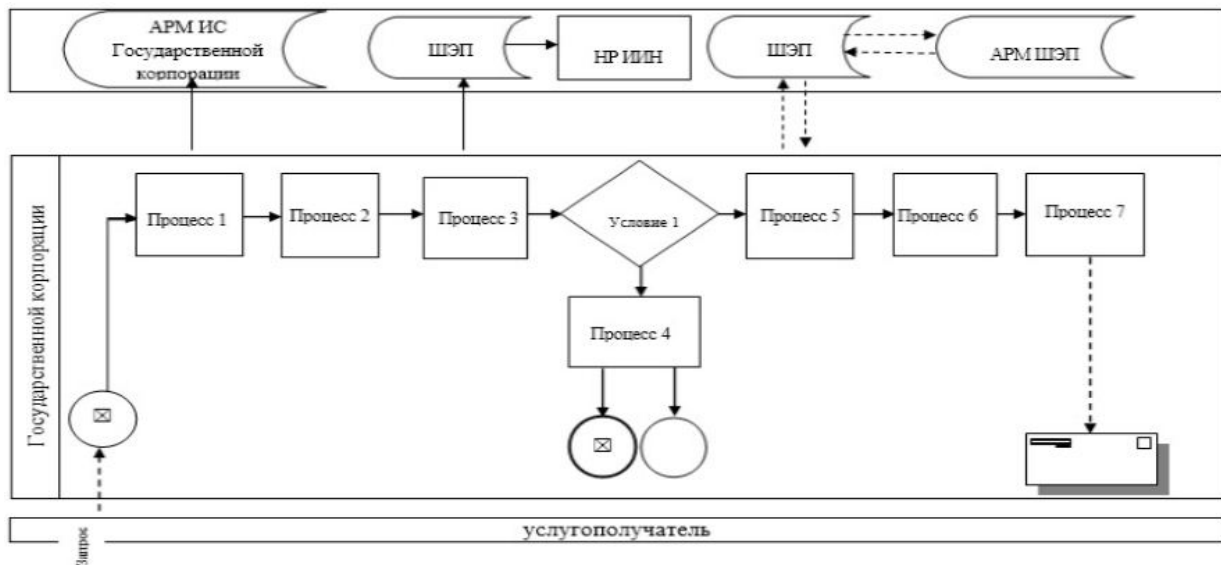 АРМ ИС
Государственной
корпорации
ШЭП
НР ИИН
ШЭП
АРМ ШЭП
Государственной корпорации
Процесс 1
Процесс 2
Процесс 3
Условие 1
Процесс 5
Процесс 6
Процесс 7
Процесс 4
услугополучатель
Запрос